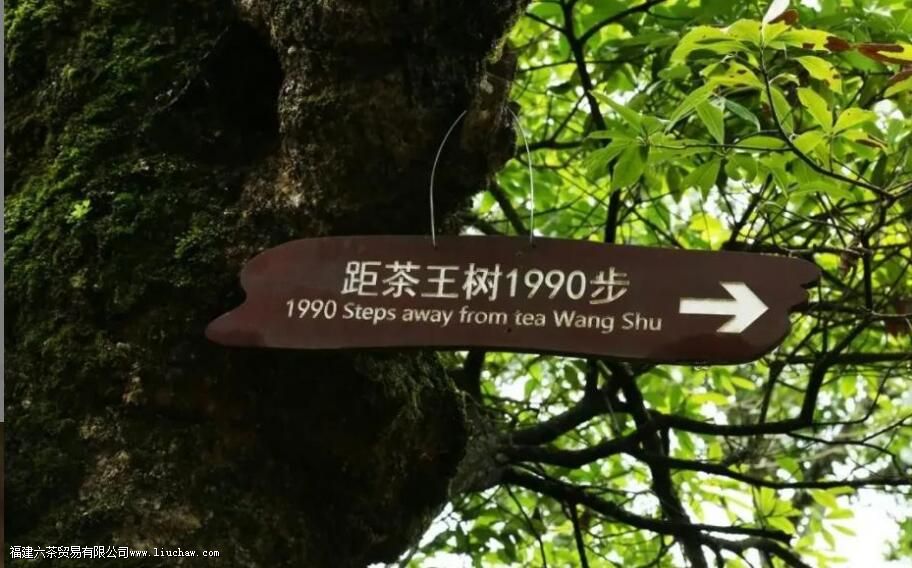 距茶王树1990步
1990 Steps away from tea Wang Shu
福建六茶贸易有限公司www.liuchaw.com